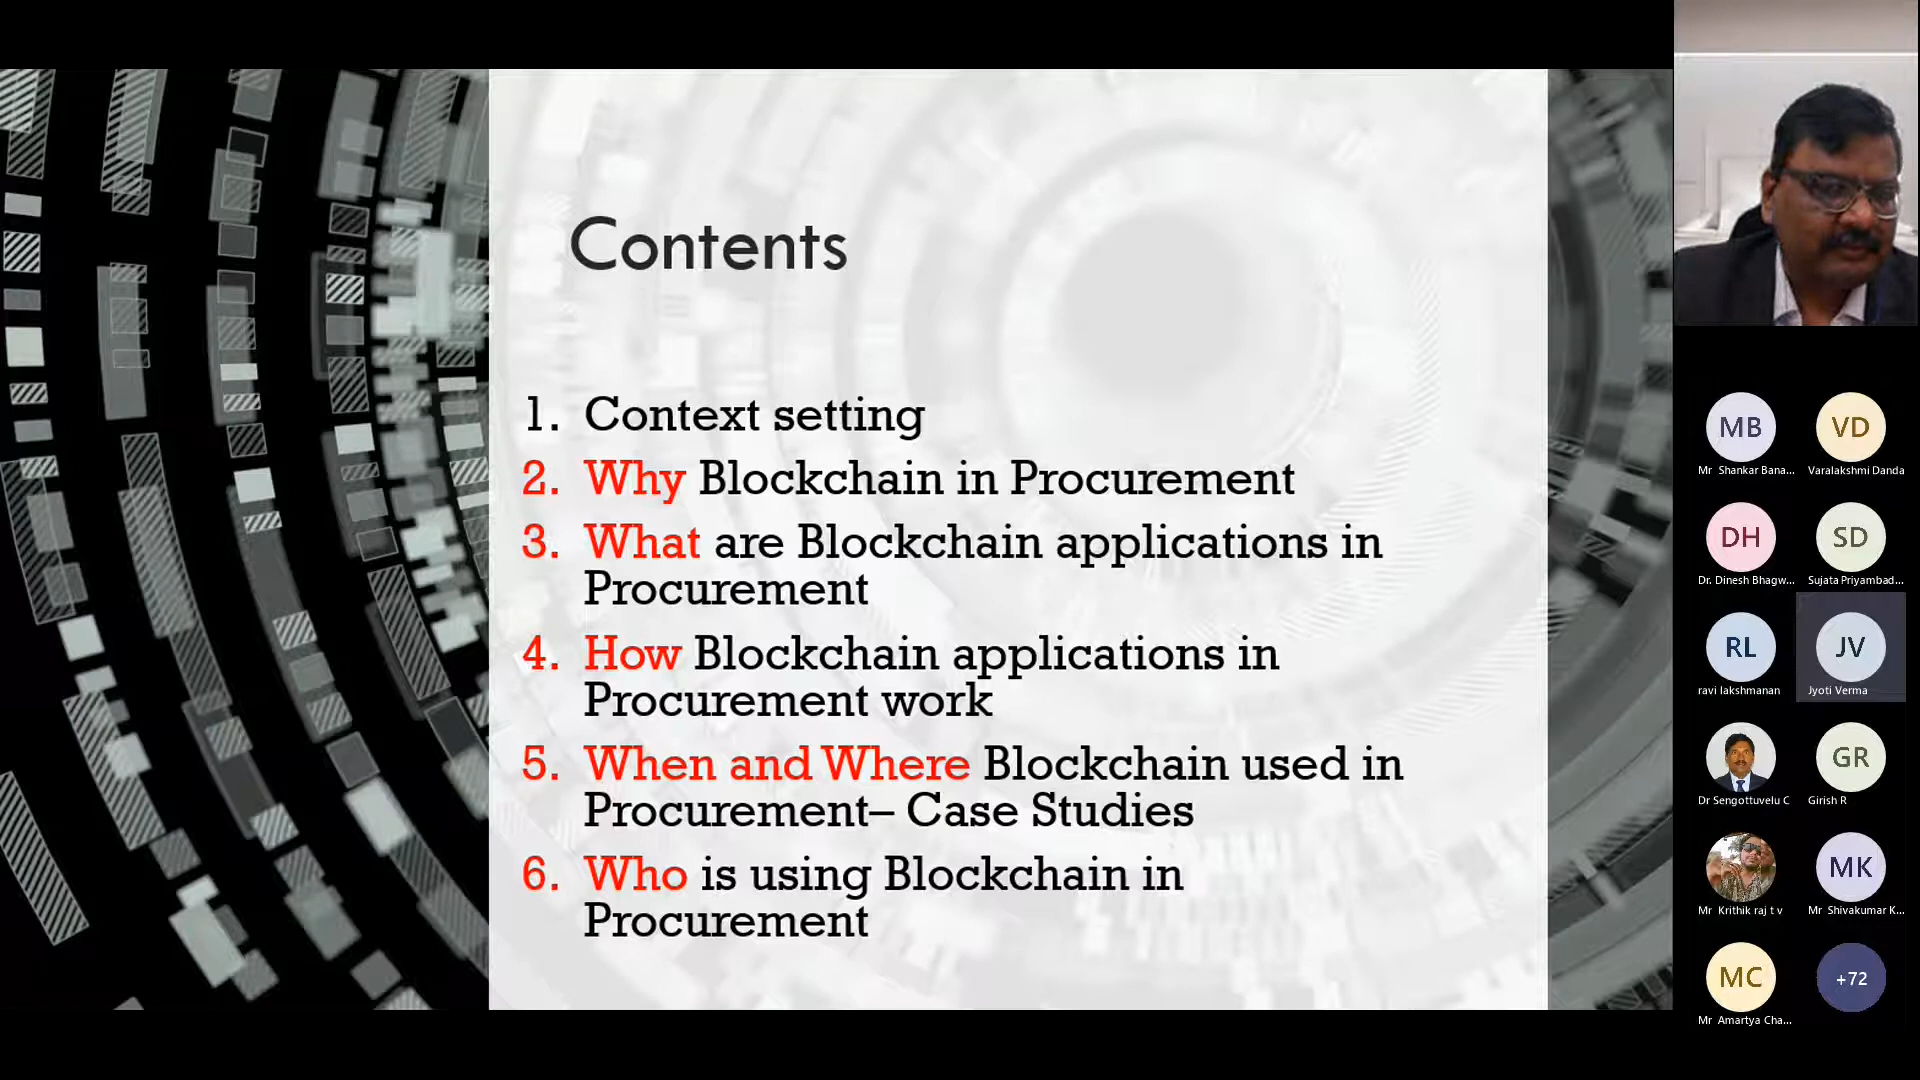 Contents
1. Context setting
2. Why Blockchain in Procurement
3. What are Blockchain applications in
Procurement
4. How Blockchain applications in
Procurement work
5. When and Where Blockchain used in
Procurement– Case Studies
6. Who is using Blockchain in
Procurement
MB
VD
Mr Shankar Bana...
Varalakshmi Danda
DH
SD
Dr. Dinesh Bhagw...
Sujata Priyambad...
RL
JV
ravi lakshmanan
Jyoti Verma
GR
Dr Sengottuvelu C
Girish R
MK
Mr Krithik raj t v
Mr Shivakumar K...
MC
+72
Mr Amartya Cha...